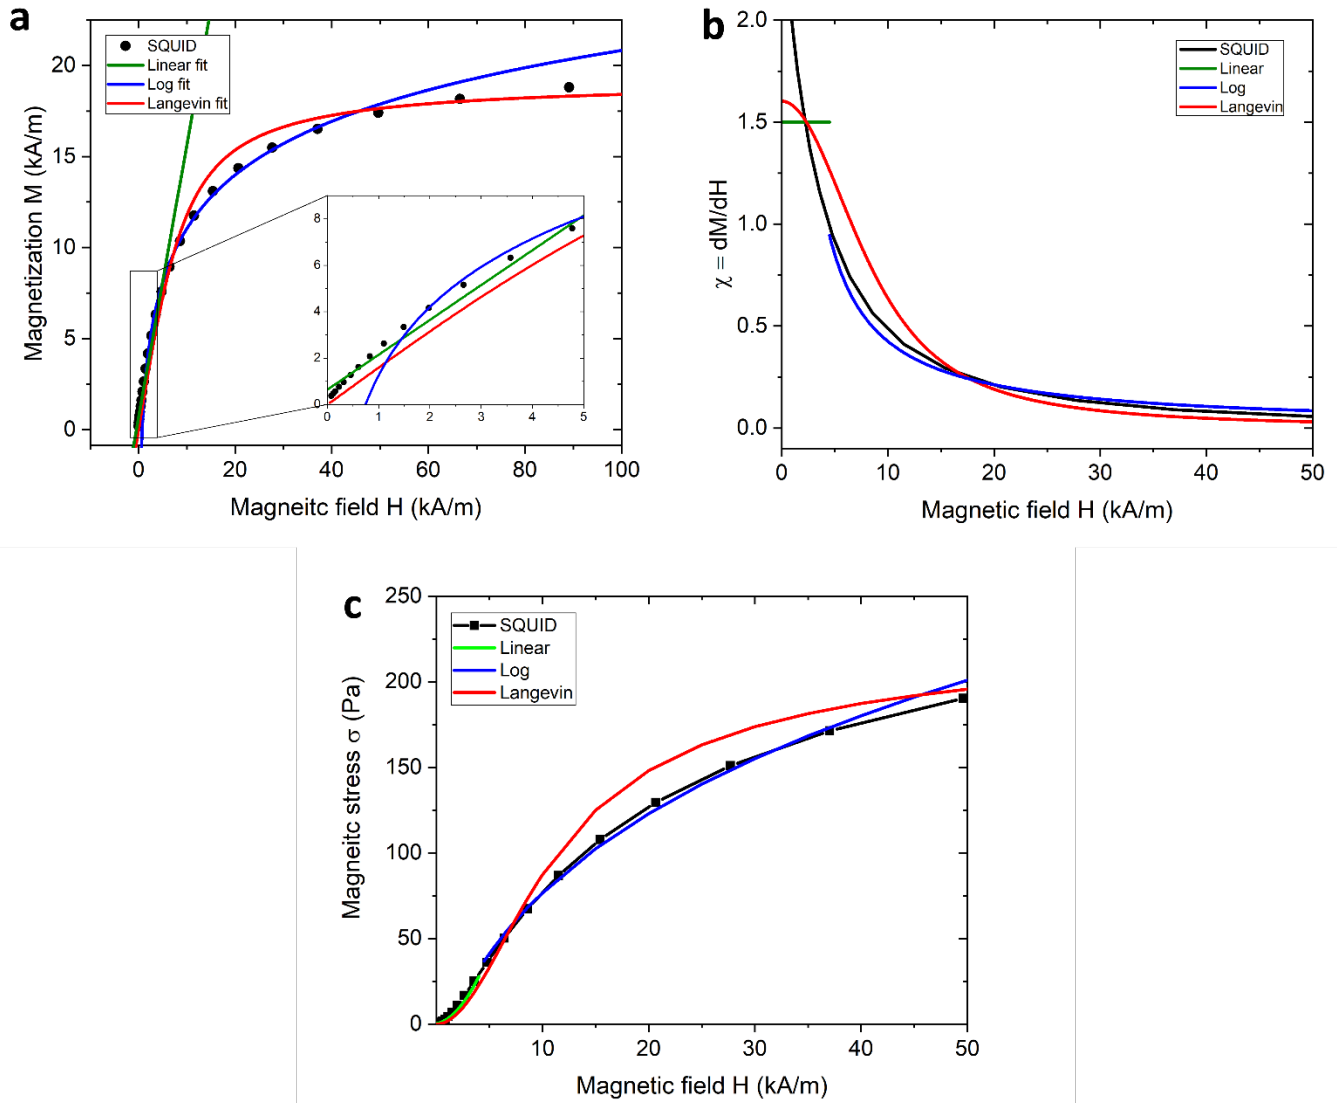 a
Magnetization M (kA/m)
20
15
10
5
0
SQUID
Linear fit
Log fit
Langevin fit
8
6
4
2
0
0 1 2 3 4 5
0 20 40 60 80 100
Magneitc field H (kA/m)
b
χ = dM/dH
2.0
1.5
1.0
0.5
0.0
SQUID
Linear
Log
Langevin
0 10 20 30 40 50
Magnetic field H (kA/m)
c
Magneitc stress σ (Pa)
250
200
150
100
50
0
SQUID
Linear
Log
Langevin
10 20 30 40 50
Magnetic field H (kA/m)